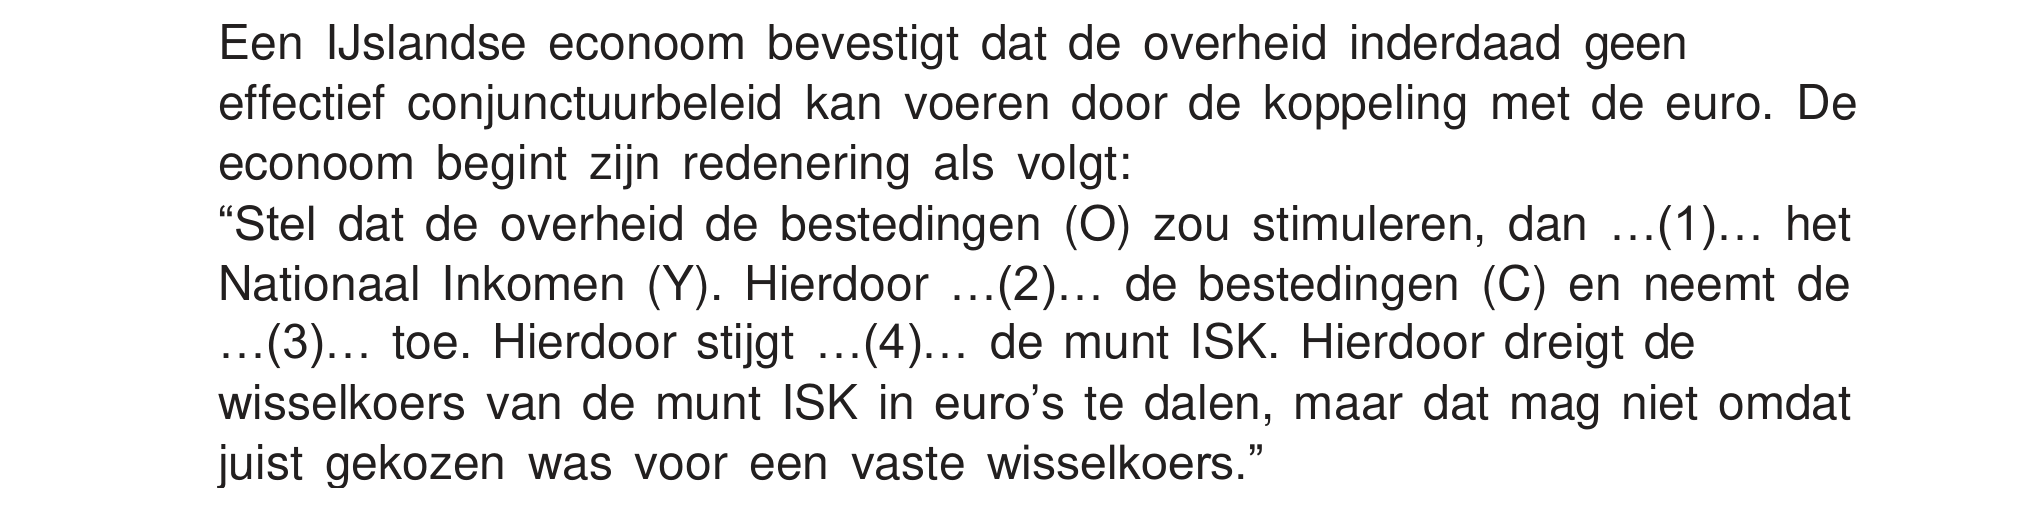 Een IJslandse econoom bevestigt dat de overheid inderdaad geen
effectief conjunctuurbeleid kan voeren door de koppeling met de euro. De
econoom begint zijn redenering als volgt:
“Stel dat de overheid de bestedingen (O) zou stimuleren, dan …(1)… het
Nationaal Inkomen (Y). Hierdoor …(2)… de bestedingen (C) en neemt de
…(3)… toe. Hierdoor stijgt …(4)… de munt ISK. Hierdoor dreigt de
wisselkoers van de munt ISK in euro’s te dalen, maar dat mag niet omdat
juist gekozen was voor een vaste wisselkoers.”